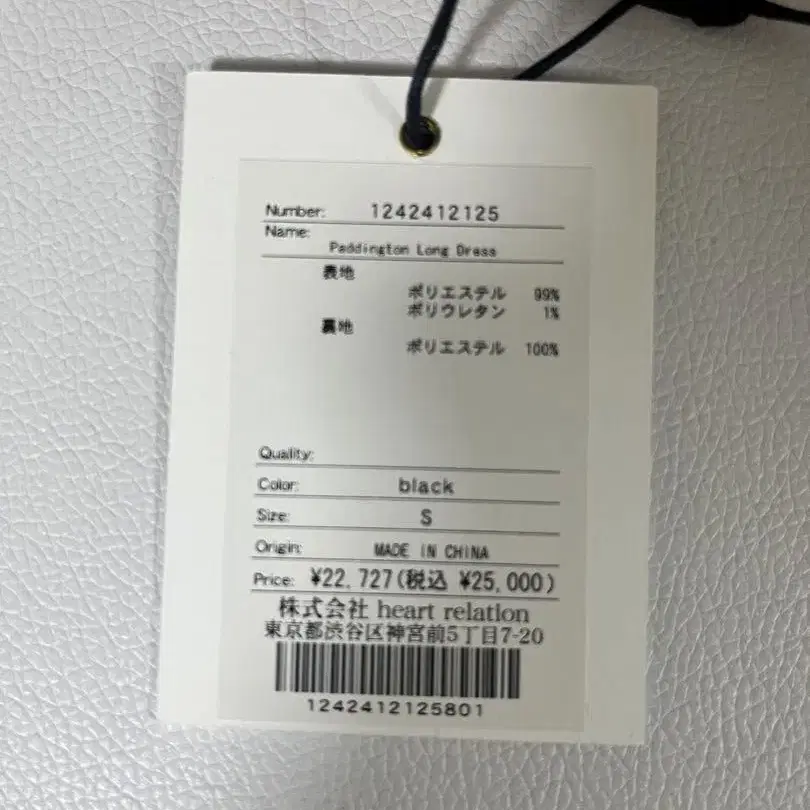 Number: 1242412125
Name:
Paddington Long Dress
表地
ポリエステル 99%
ポリウレタン 1%
裏地
ポリエステル 100%
Quality:
Color: black
Size: S
Origin: MADE IN CHINA
Price: ¥22,727(税込 ¥25,000)
株式会社 heart relation
東京都渋谷区神宮前5丁目7-20
1242412125801